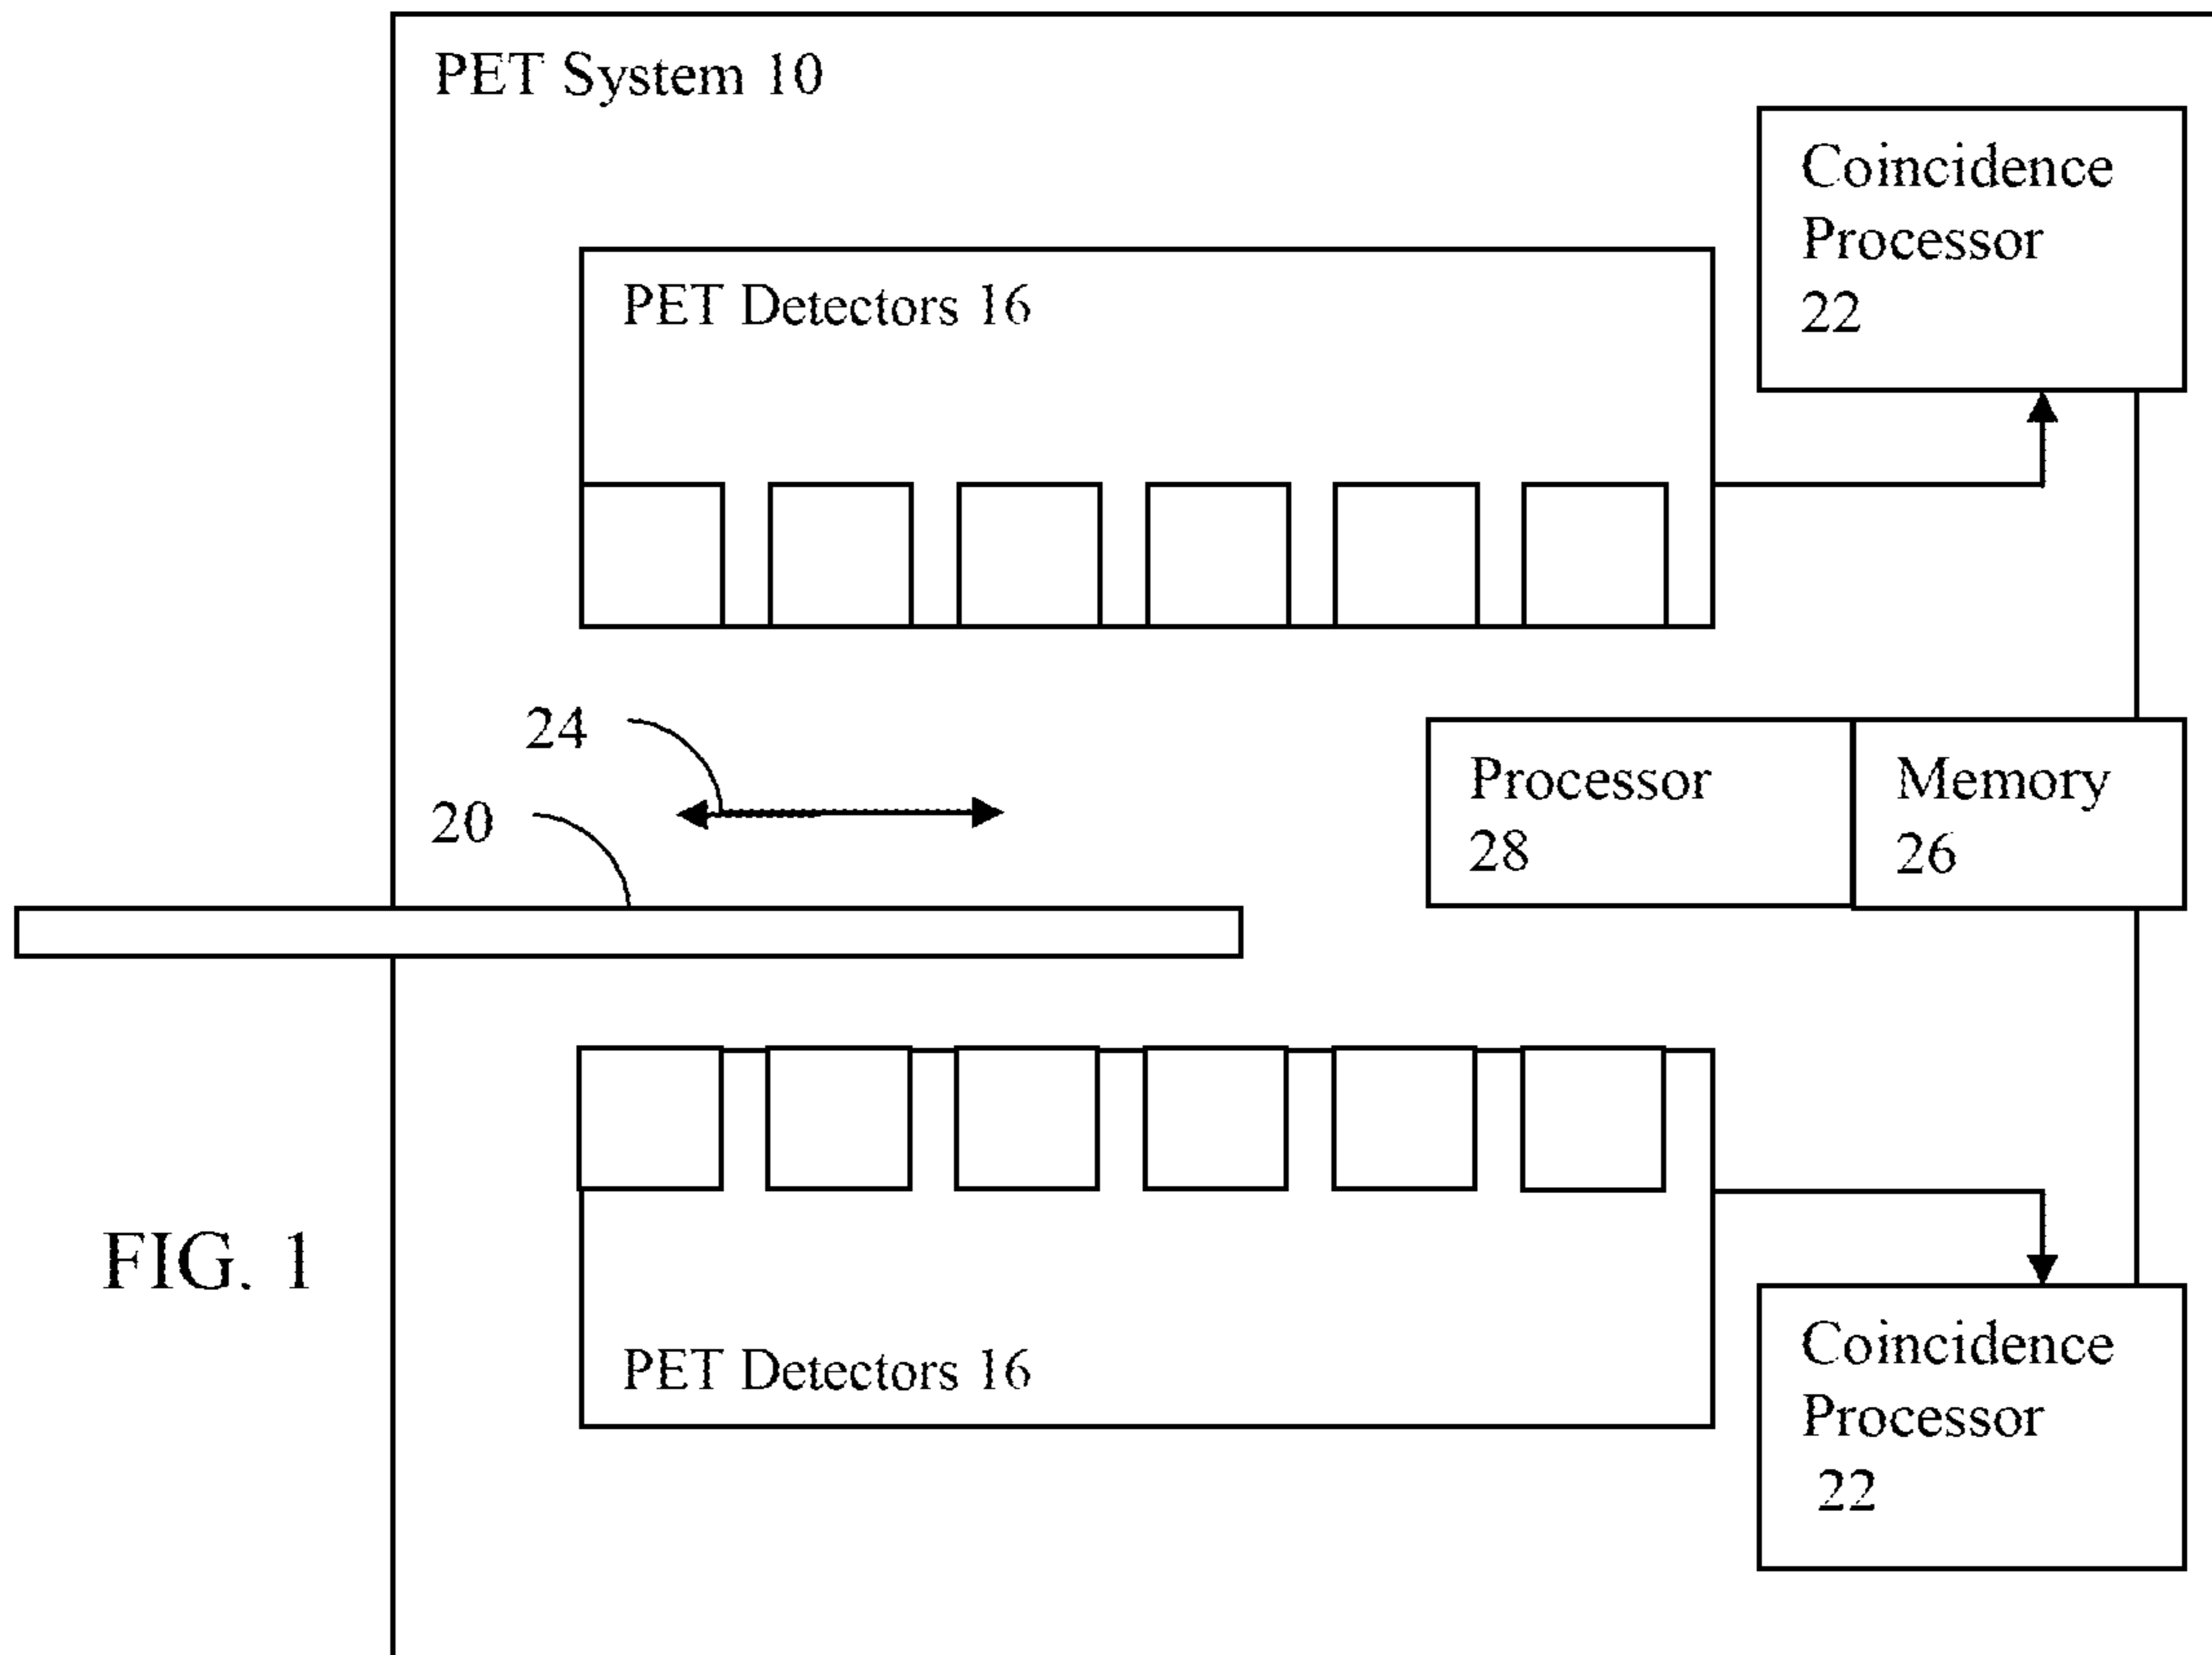 PET System 10
Coincidence
Processor
22
PET Detectors 16
24
20
Processor
28
Memory
26
FIG. 1
PET Detectors 16
Coincidence
Processor
22